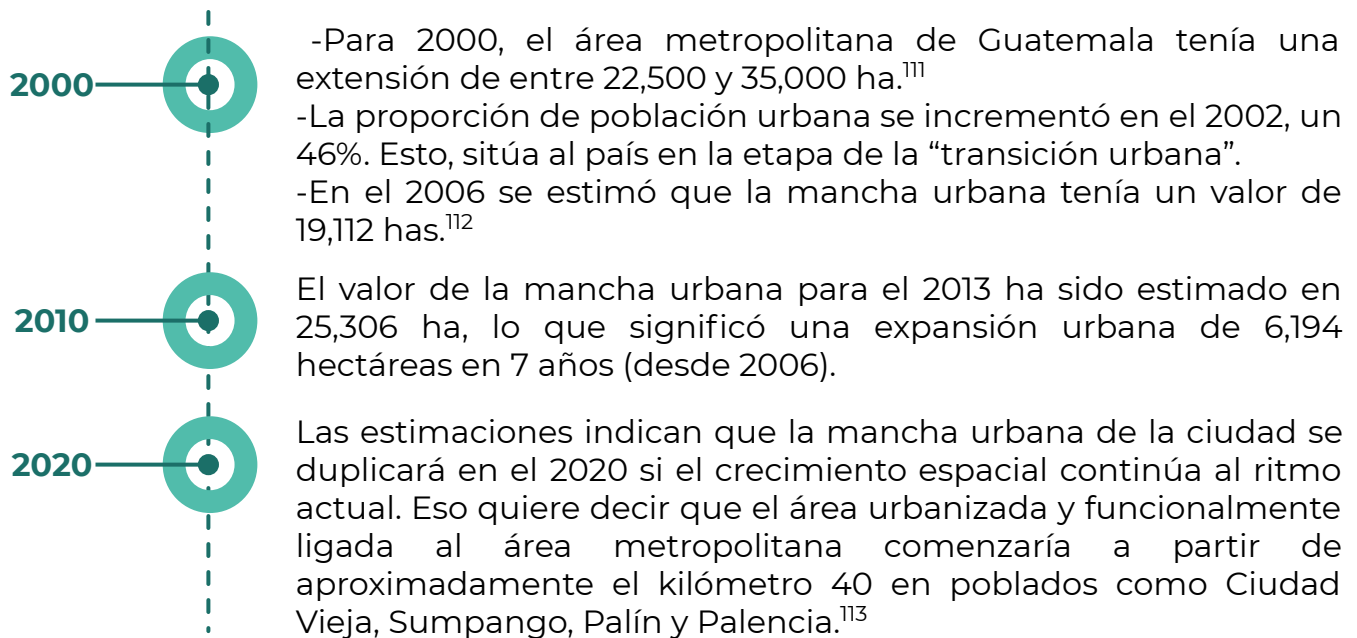 2000
-Para 2000, el área metropolitana de Guatemala tenía una
extensión de entre 22,500 y 35,000 ha.111
-La proporción de población urbana se incrementó en el 2002, un
46%. Esto, sitúa al país en la etapa de la “transición urbana”.
-En el 2006 se estimó que la mancha urbana tenía un valor de
19,112 has.112
2010
El valor de la mancha urbana para el 2013 ha sido estimado en
25,306 ha, lo que significó una expansión urbana de 6,194
hectáreas en 7 años (desde 2006).
2020
Las estimaciones indican que la mancha urbana de la ciudad se
duplicará en el 2020 si el crecimiento espacial continúa al ritmo
actual. Eso quiere decir que el área urbanizada y funcionalmente
ligada al área metropolitana comenzaría a partir de
aproximadamente el kilómetro 40 en poblados como Ciudad
Vieja, Sumpango, Palín y Palencia.113